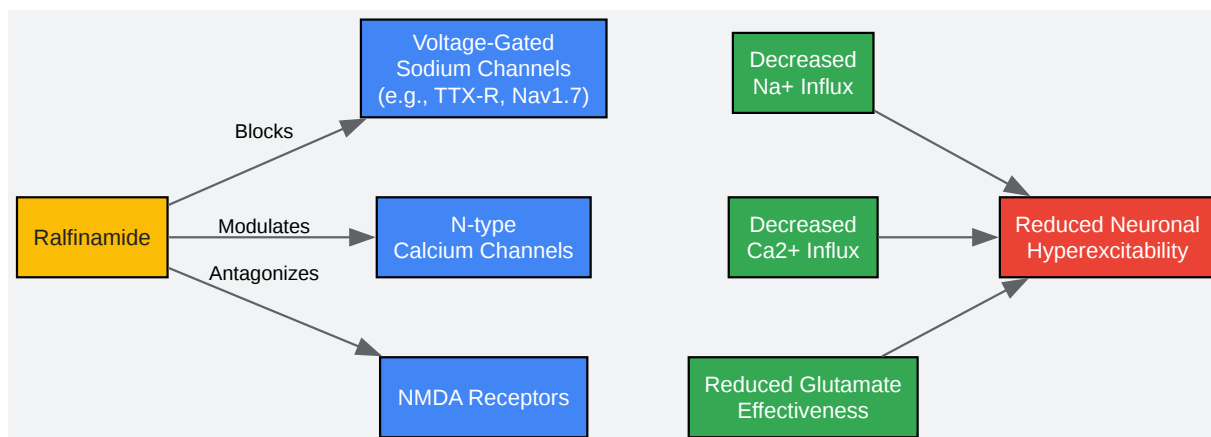 Voltage-Gated
Sodium Channels
(e.g., TTX-R, Nav1.7)
Decreased
Na+ Influx
Blocks
Ralfinamide
Modulates
N-type
Calcium Channels
Decreased
Ca2+ Influx
Reduced Neuronal
Hyperexcitability
Antagonizes
NMDA Receptors
Reduced Glutamate
Effectiveness